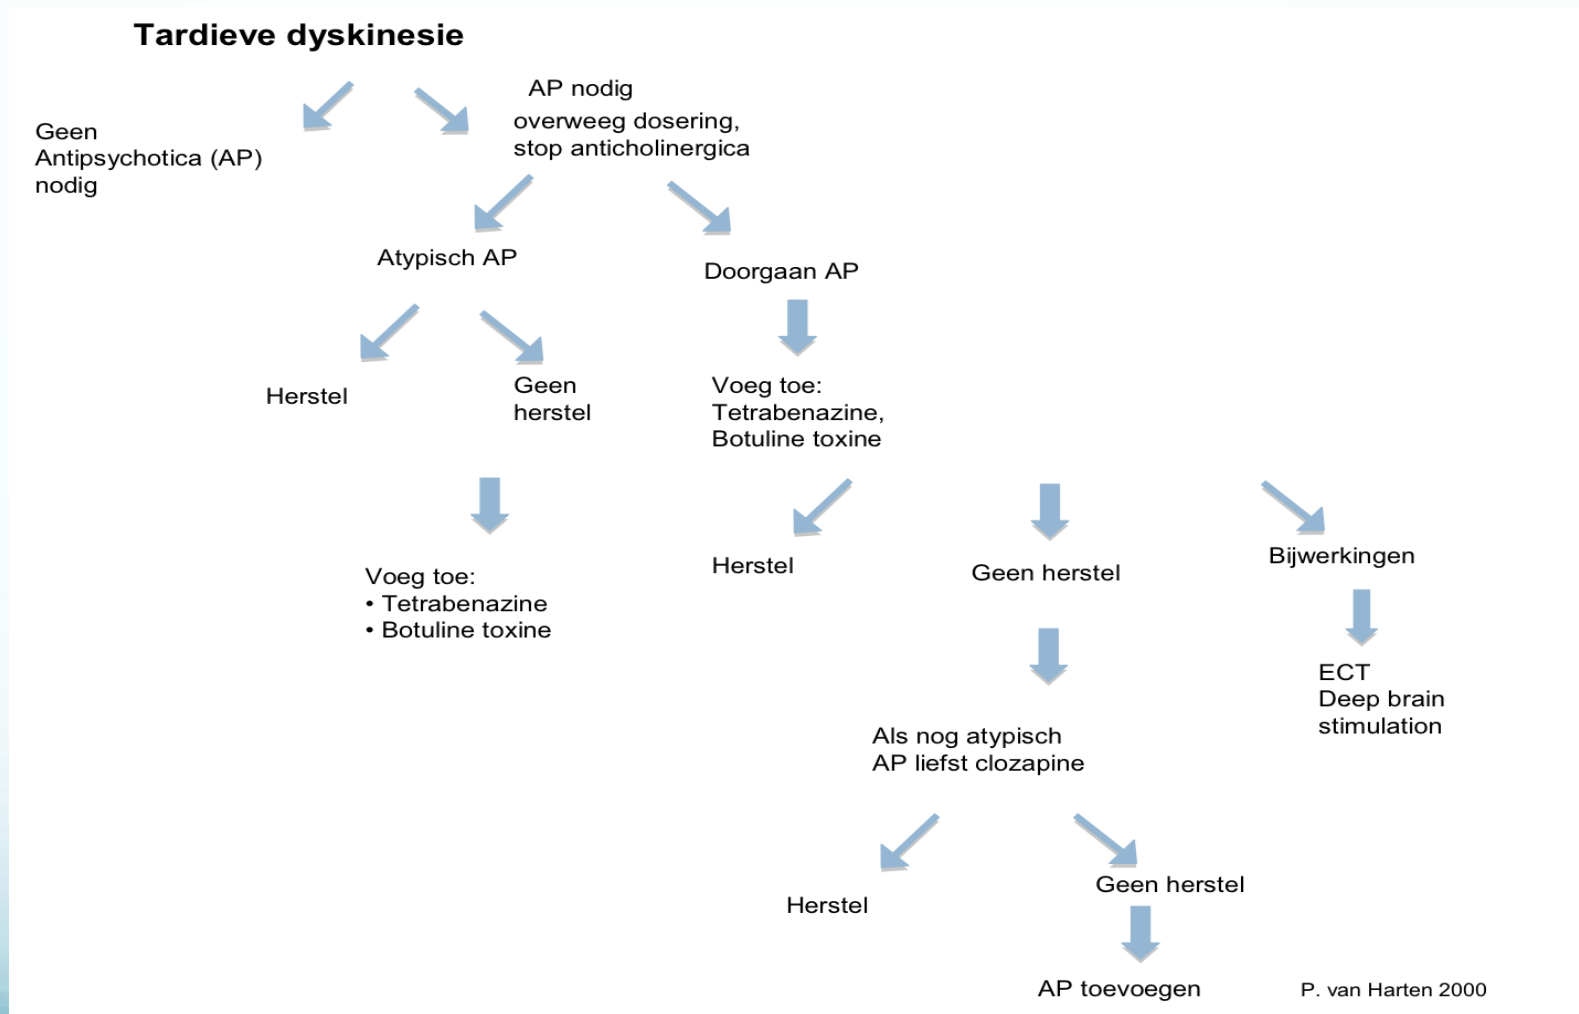 Tardieve dyskinesie
Geen
Antipsychotica (AP)
nodig
AP nodig
overweeg dosering,
stop anticholinergica
Atypisch AP
Doorgaan AP
Herstel
Geen
herstel
Voeg toe:
Tetrabenazine,
Botuline toxine
Voeg toe:
• Tetrabenazine
• Botuline toxine
Herstel
Geen herstel
Bijwerkingen
ECT
Deep brain
stimulation
Als nog atypisch
AP liefst clozapine
Herstel
Geen herstel
AP toevoegen
P. van Harten 2000